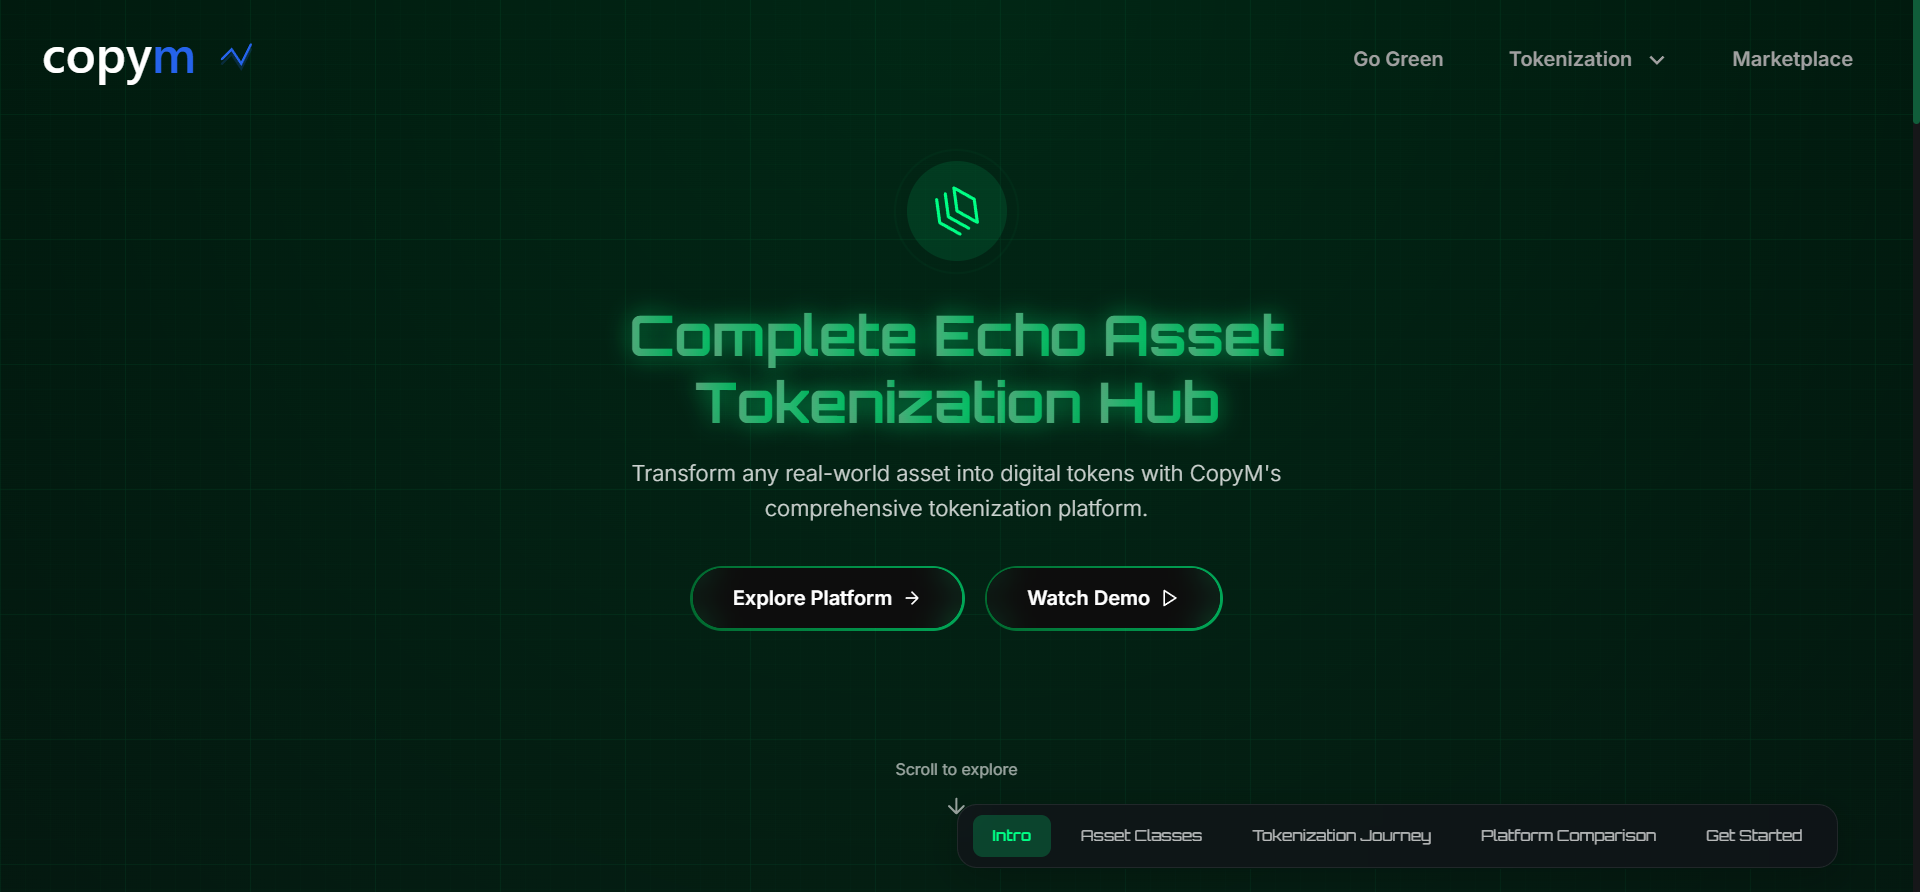 copym
Go Green
Tokenization
Marketplace
Complete Echo Asset
Tokenization Hub
Transform any real-world asset into digital tokens with CopyM's
comprehensive tokenization platform.
Explore Platform
Watch Demo
Scroll to explore
Intro
Asset Classes
Tokenization Journey
Platform Comparison
Get Started